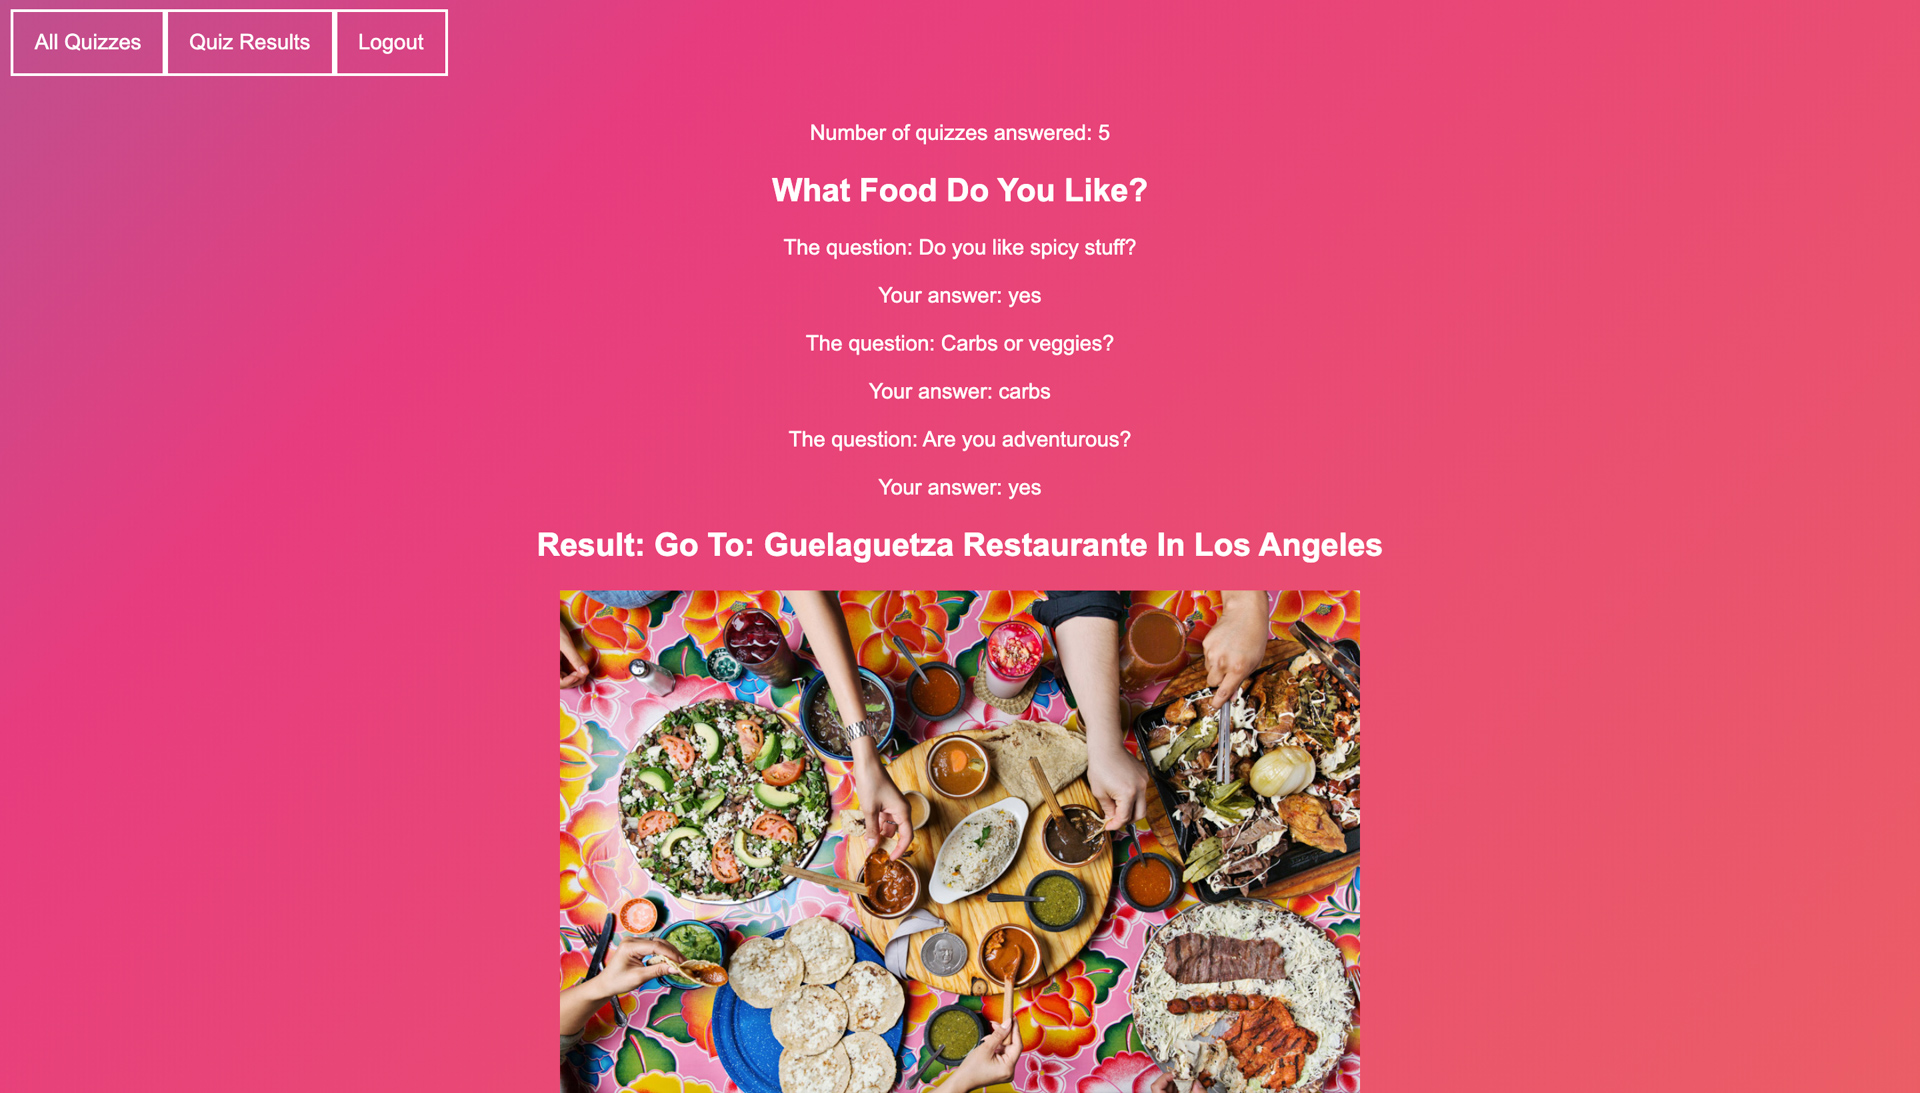 All Quizzes Quiz Results Logout
Number of quizzes answered: 5
What Food Do You Like?
The question: Do you like spicy stuff?
Your answer: yes
The question: Carbs or veggies?
Your answer: carbs
The question: Are you adventurous?
Your answer: yes
Result: Go To: Guelaguetza Restaurante In Los Angeles